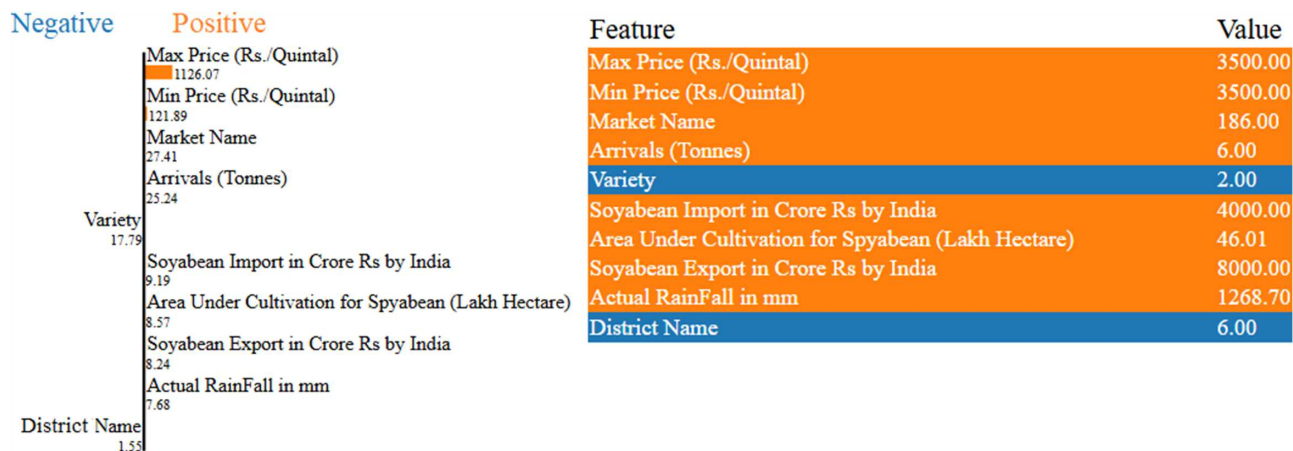 Negative Positive
Max Price (Rs./Quintal)
1126.07
Min Price (Rs./Quintal)
121.89
Market Name
27.41
Arrivals (Tonnes)
25.24
Variety
17.79
Soyabean Import in Crore Rs by India
9.19
Area Under Cultivation for Spyabean (Lakh Hectare)
8.57
Soyabean Export in Crore Rs by India
8.24
Actual RainFall in mm
7.68
District Name
1.55
Feature Value
Max Price (Rs./Quintal) 3500.00
Min Price (Rs./Quintal) 3500.00
Market Name 186.00
Arrivals (Tonnes) 6.00
Variety 2.00
Soyabean Import in Crore Rs by India 4000.00
Area Under Cultivation for Spyabean (Lakh Hectare) 46.01
Soyabean Export in Crore Rs by India 8000.00
Actual RainFall in mm 1268.70
District Name 6.00